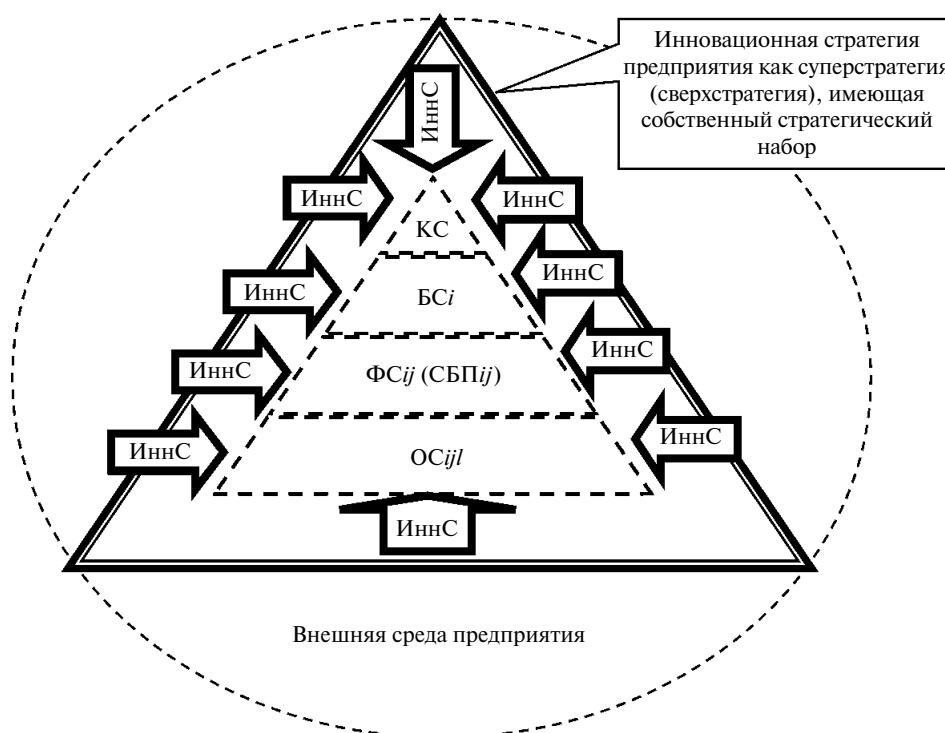 Инновационная стратегия
предприятия как суперстратегия
(сверхстратегия), имеющая
собственный стратегический
набор
ИннС
ИннС
ИннС
КС
ИннС
ИннС
БСi
ИннС
ИннС
ФСij (СБПij)
ИннС
ИннС
ОСijl
ИннС
ИннС
Внешняя среда предприятия